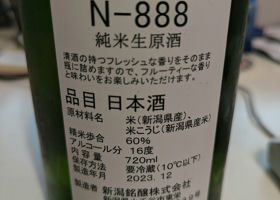 N-888
純米生原酒
清酒の持つフレッシュな香りをそのまま
瓶に詰めますので、フルーティーな香り
と味わいをお楽しみいただけます。
品目 日本酒
原材料名 米(新潟県産)、
米こうじ(新潟県産米)
精米歩合 60%
アルコール分 16度
内容量 720ml
保存方法 要冷蔵(10℃以下)
製造年月 2023.12
製造者 新潟銘醸株式会社